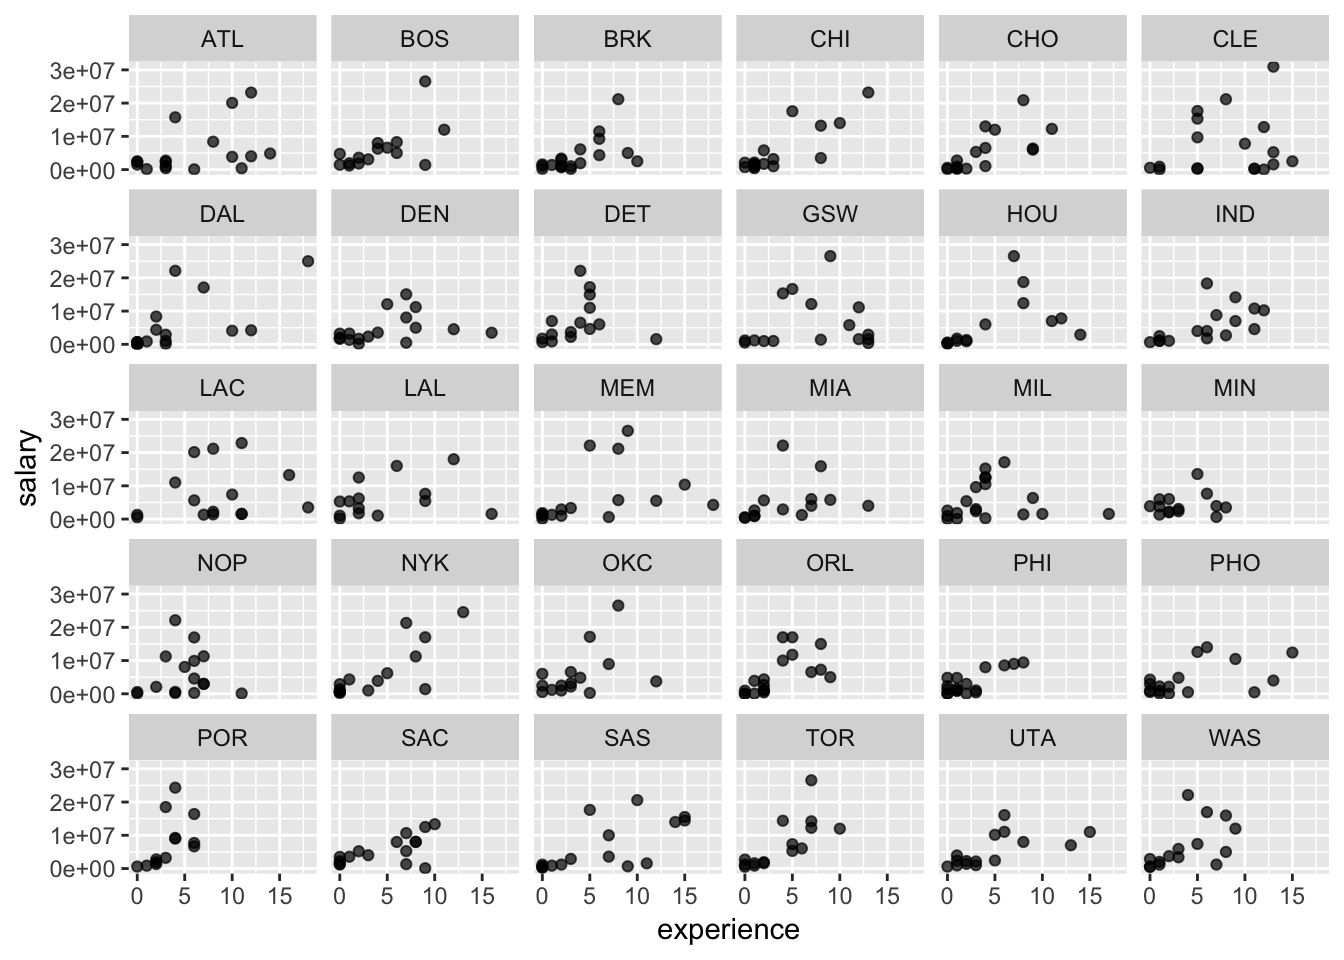 ATL BOS BRK CHI CHO CLE
3e+07
2e+07
1e+07
0e+00
DAL DEN DET GSW HOU IND
3e+07
2e+07
1e+07
0e+00
LAC LAL MEM MIA MIL MIN
3e+07
2e+07
1e+07
0e+00
salary
NOP NYK OKC ORL PHI PHO
3e+07
2e+07
1e+07
0e+00
POR SAC SAS TOR UTA WAS
3e+07
2e+07
1e+07
0e+00
0 5 10 15 0 5 10 15 0 5 10 15 0 5 10 15 0 5 10 15 0 5 10 15
experience